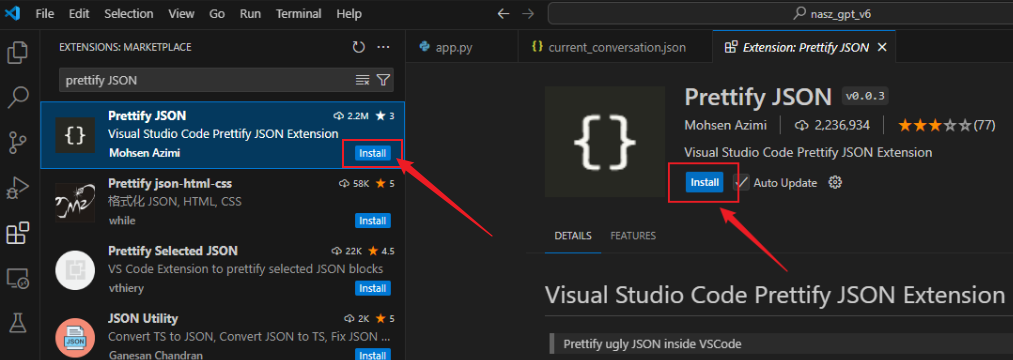 File Edit Selection View Go Run Terminal Help
nasz_gpt_v6
EXTENSIONS: MARKETPLACE
prettify JSON
Prettify JSON 2.2M 3
Visual Studio Code Prettify JSON Extension
Mohsen Azimi Install
Prettify json-html-css 58K 5
格式化 JSON, HTML, CSS
while Install
Prettify Selected JSON 22K 4.5
VS Code Extension to prettify selected JSON blocks
vthiery Install
JSON Utility 2K 5
Convert TS to JSON, Convert JSON to TS, Fix JSON ...
Ganesan Chandran Install
app.py {} current_conversation.json Extension: Prettify JSON
{}
Prettify JSON v0.0.3
Mohsen Azimi 2,236,934 (77)
Visual Studio Code Prettify JSON Extension
Install Auto Update
DETAILS FEATURES
Visual Studio Code Prettify JSON Extension
Prettify ugly JSON inside VSCode